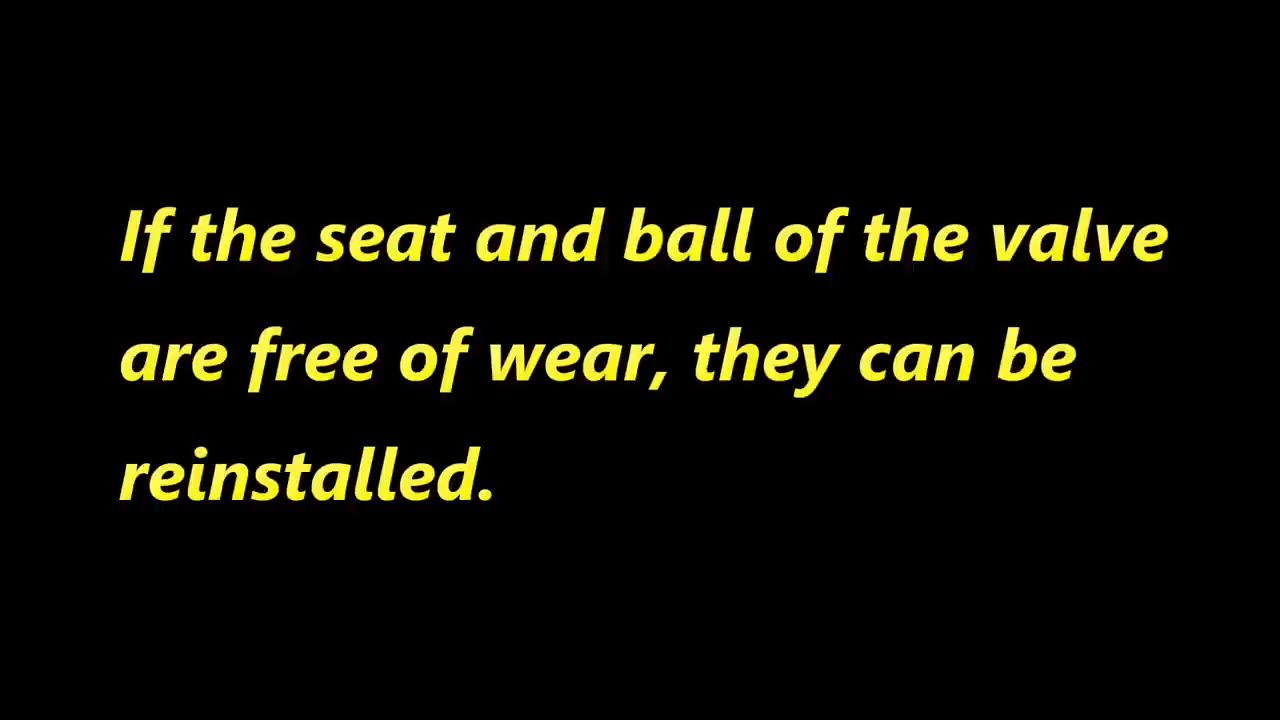 If the seat and ball of the valve
are free of wear, they can be
reinstalled.